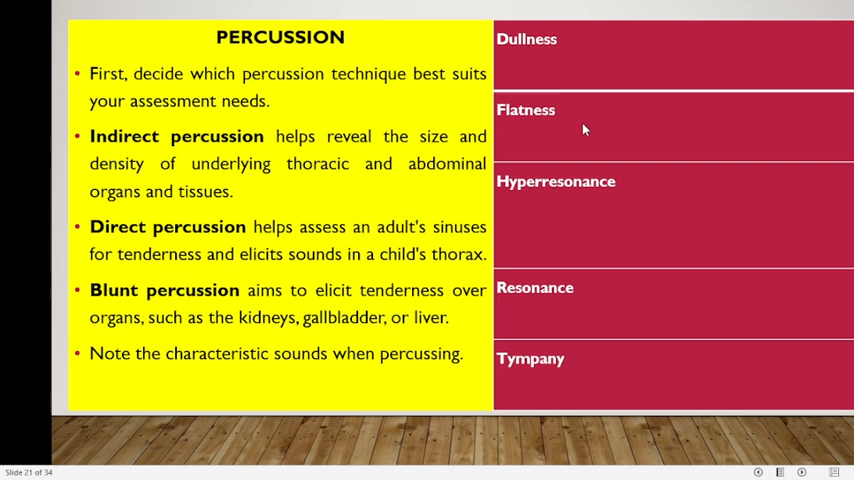 PERCUSSION
• First, decide which percussion technique best suits
your assessment needs.
• Indirect percussion helps reveal the size and
density of underlying thoracic and abdominal
organs and tissues.
• Direct percussion helps assess an adult's sinuses
for tenderness and elicits sounds in a child's thorax.
• Blunt percussion aims to elicit tenderness over
organs, such as the kidneys, gallbladder, or liver.
• Note the characteristic sounds when percussing.
Dullness
Flatness
Hyperresonance
Resonance
Tympany
Slide 21 of 34